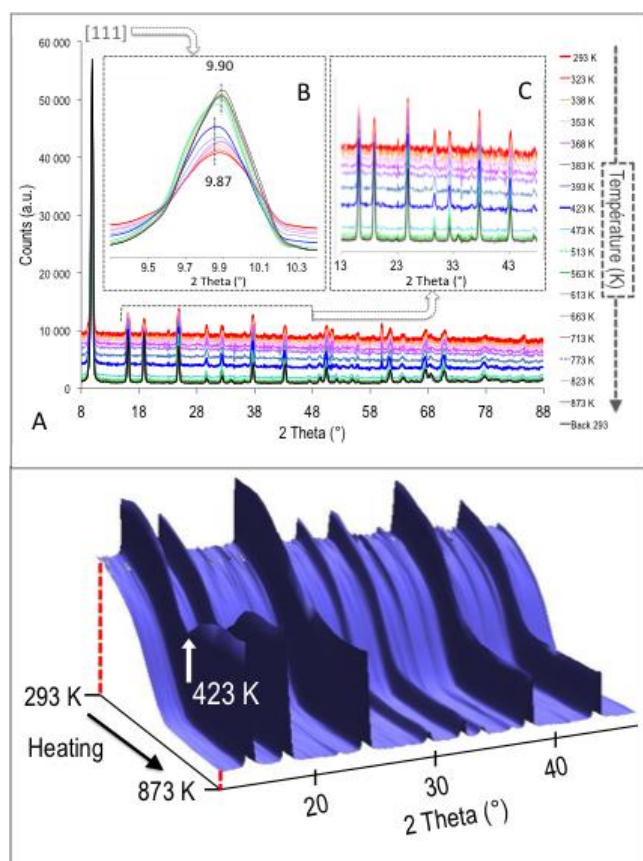 [111]
60 000
50 000
40 000
30 000
20 000
10 000
0
Counts (a.u.)
A
8 18 28 38 48 58 68 78 88
2 Theta (°)
9.90
B
9.87
9.5 9.7 9.9 10.1 10.3
2 Theta (°)
C
13 23 33 43
2 Theta (°)
293 K
323 K
338 K
353 K
368 K
383 K
393 K
423 K
473 K
513 K
563 K
613 K
663 K
713 K
773 K
823 K
873 K
Back 293
Température (K)
423 K
293 K
Heating
873 K
20
30
40
2 Theta (°)